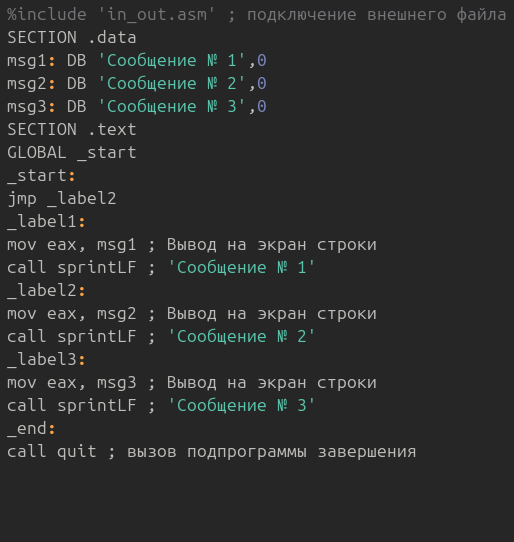 %include 'in_out.asm' ; подключение внешнего файла
SECTION .data
msg1: DB 'Сообщение № 1',0
msg2: DB 'Сообщение № 2',0
msg3: DB 'Сообщение № 3',0
SECTION .text
GLOBAL _start
_start:
jmp _label2
_label1:
mov eax, msg1 ; Вывод на экран строки
call sprintLF ; 'Сообщение № 1'
_label2:
mov eax, msg2 ; Вывод на экран строки
call sprintLF ; 'Сообщение № 2'
_label3:
mov eax, msg3 ; Вывод на экран строки
call sprintLF ; 'Сообщение № 3'
_end:
call quit ; вызов подпрограммы завершения